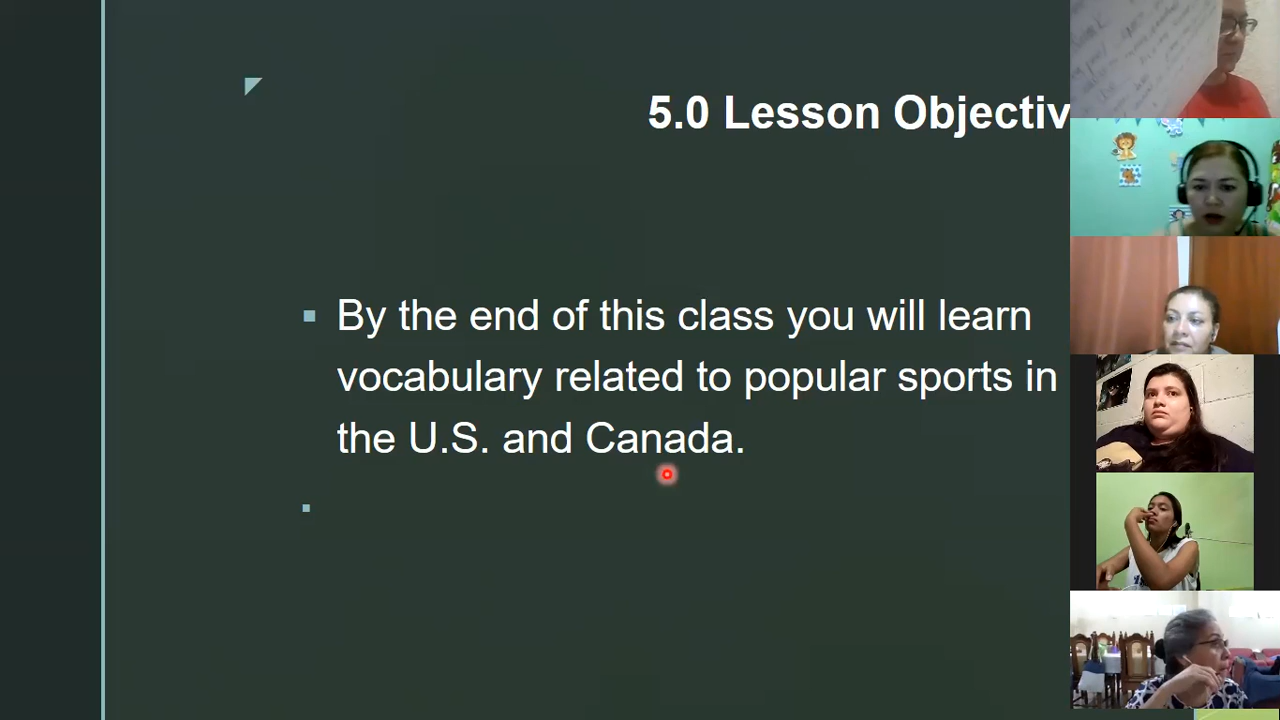 5.0 Lesson Objectiv
By the end of this class you will learn
vocabulary related to popular sports in
the U.S. and Canada.